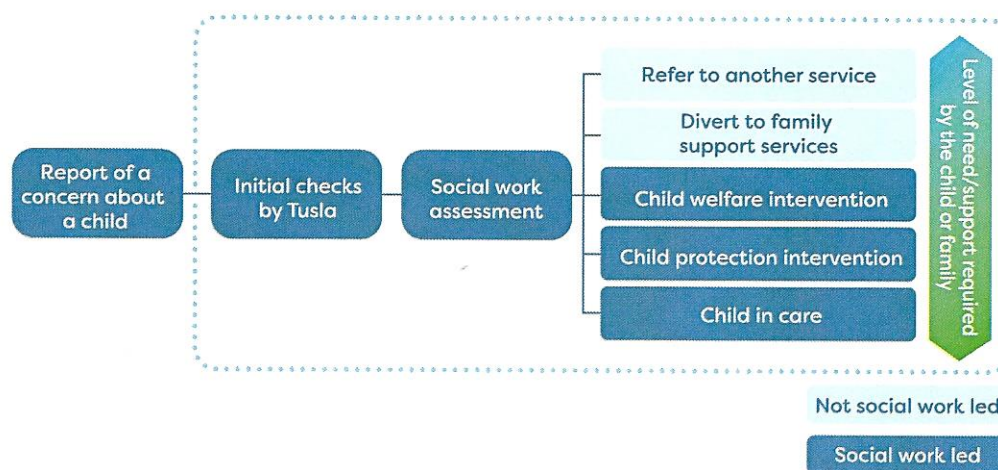 Report of a
concern about
a child
Initial checks
by Tusla
Social work
assessment
Refer to another service
Divert to family
support services
Child welfare intervention
Child protection intervention
Child in care
Level of need/support required
by the child or family
Not social work led
Social work led